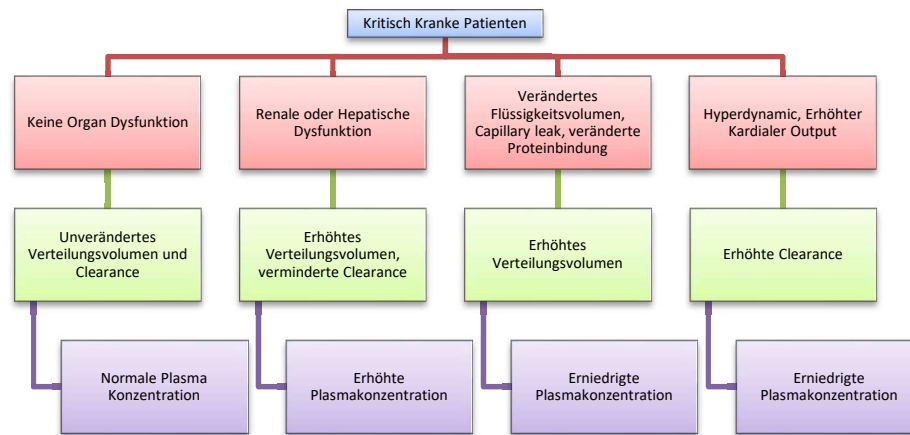 Kritisch Kranke Patienten
Keine Organ Dysfunktion
Renale oder Hepatische
Dysfunktion
Verändertes
Flüssigkeitsvolumen,
Capillary leak, veränderte
Proteinbindung
Hyperdynamic, Erhöhter
Kardialer Output
Unverändertes
Verteilungsvolumen und
Clearance
Erhöhtes
Verteilungsvolumen,
verminderte Clearance
Erhöhtes
Verteilungsvolumen
Erhöhte Clearance
Normale Plasma
Konzentration
Erhöhte
Plasmakonzentration
Erniedrigte
Plasmakonzentration
Erniedrigte
Plasmakonzentration